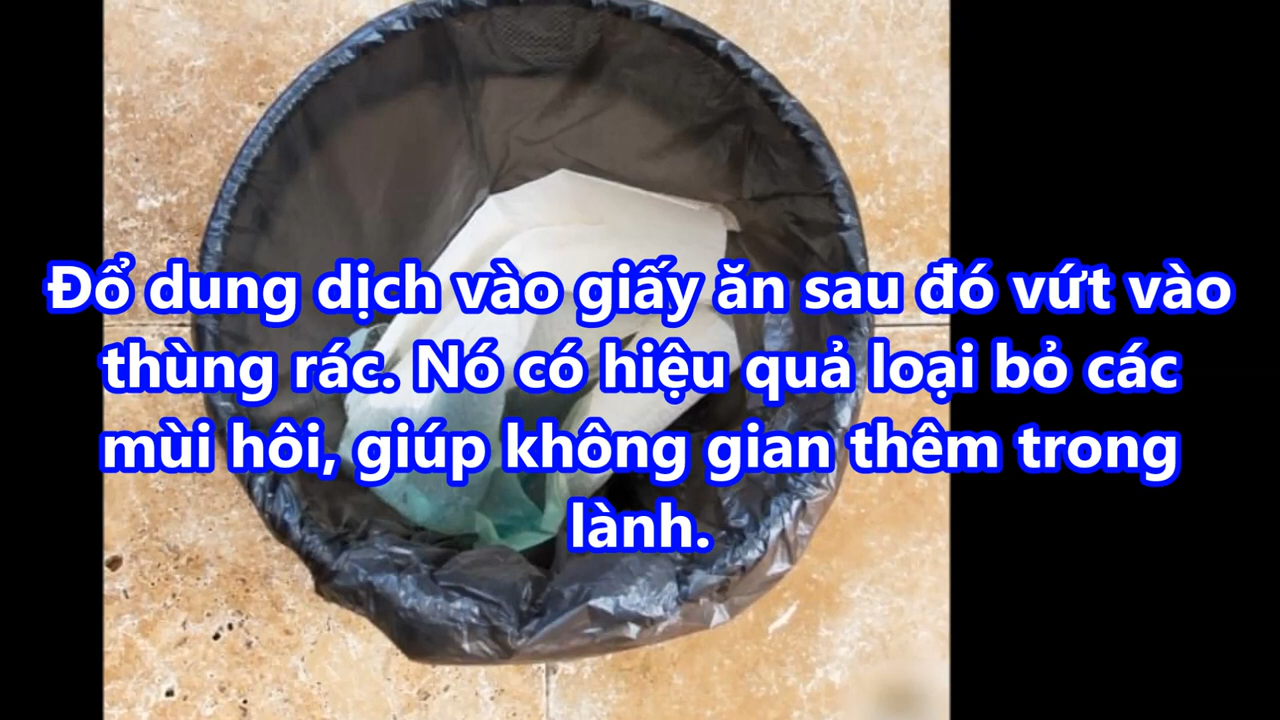 Đổ dung dịch vào giấy ăn sau đó vứt vào
thùng rác. Nó có hiệu quả loại bỏ các
mùi hôi, giúp không gian thêm trong
lành.